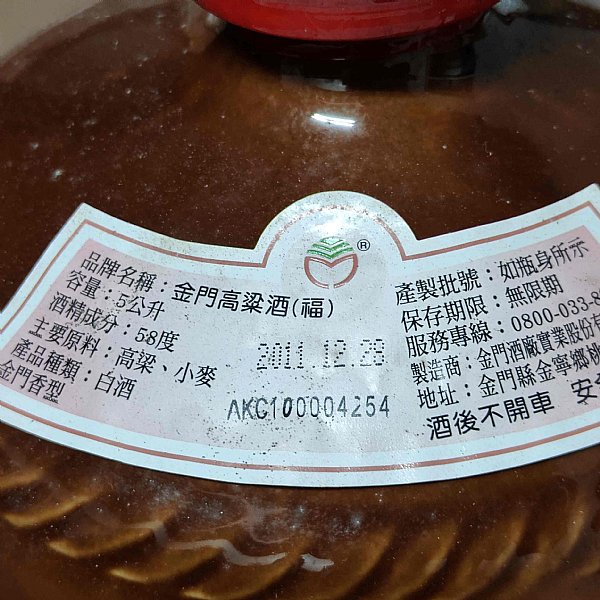 品牌名稱：金門高粱酒(福)
容量：5公升
酒精成分：58度
主要原料：高粱、小麥
產品種類：白酒
金門香型
®
2011.12.28
AKC100004264
產製批號：如瓶身所示
保存期限：無限期
服務專線：0800-033-8
製造商：金門酒廠實業股份有
地址：金門縣金寧鄉桃
酒後不開車 安全